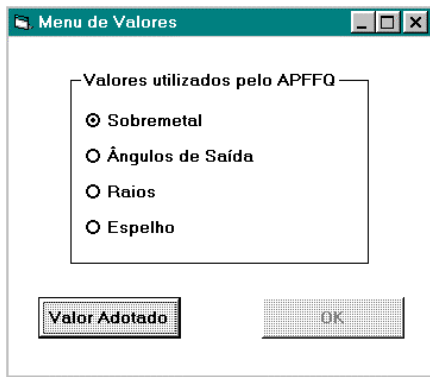 Menu de Valores
Valores utilizados pelo APFFQ
Sobremetal
Ângulos de Saída
Raios
Espelho
Valor Adotado
OK